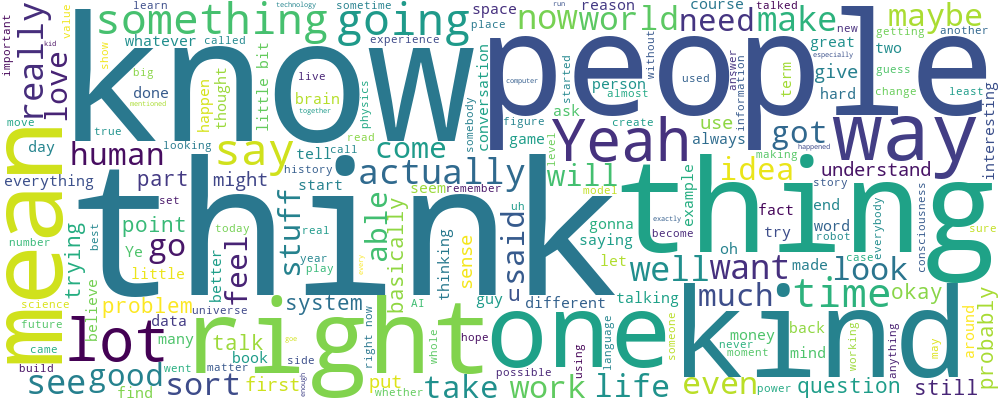 know
people
think
thing
mean
right
one
kind
way
lot
Yeah
something
going
now
world
need
make
maybe
really
love
learn
technology
sometime
space
reason
course
talked
new
getting
another
important
value
show
kid
whatever
called
experience
place
run
without
great
two
big
done
live
little bit
happen
thought
brain
physics
somebody
conversation
used
computer
person
almost
started
answer
information
term
give
hard
guess
change
especially
least
interesting
move
true
mentioned
together
day
looking
read
figure
game
ask
create
use
always
got
happened
human
say
tell
call
come
history
level
making
idea
understand
everything
part
might
start
actually
seem
remember
will
model
example
story
set
feel
stuff
able
uh
said
gonna
fact
end
word
try
robot
exactly
become
everybody
consciousness
sure
point
trying
Ye
go
today
real
year
play
every
basically
thinking
sense
saying
let
oh
case
number
best
little
better
well
want
made
look
science
believe
problem
universe
system
AI
guy
u
different
talking
much
time
okay
probably
future
data
many
talk
book
side
right now
whole
hope
language
someone
money
never
moment
back
mind
working
anything
may
around
came
build
went
matter
goe
possible
using
see
good
find
sort
first
enough
put
whether
take
work
life
even
power
question
still